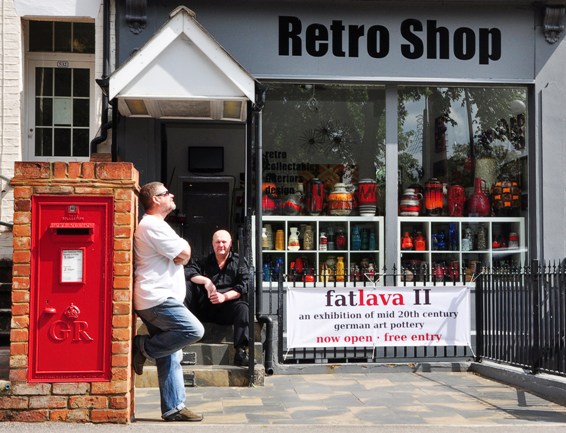 Retro Shop
retro
collectables
interiors
design
fatlava II
an exhibition of mid 20th century
german art pottery
now open · free entry
GR